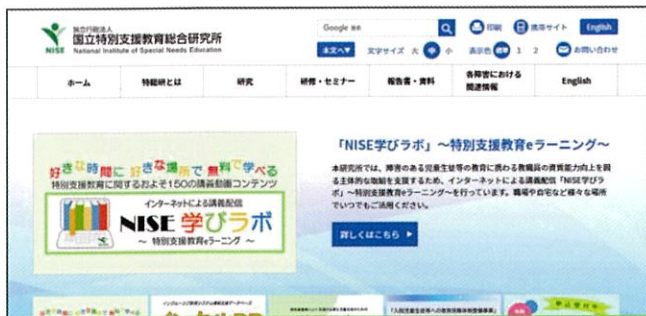 独立行政法人
国立特別支援教育総合研究所
NISE National Institute of Special Needs Education
Google 検索
印刷
携帯サイト
English
本文へ▼
文字サイズ 大 中 小
表示色 標準 1 2
お問い合わせ
ホーム
特総研とは
研究
研修・セミナー
報告書・資料
各障害における
関連情報
English
好きな時間に好きな場所で無料で学べる
特別支援教育に関するおよそ150の講義動画コンテンツ
インターネットによる講義配信
NISE 学びラボ
～ 特別支援教育eラーニング ～
「NISE学びラボ」～特別支援教育eラーニング～
本研究所では、障害のある児童生徒等の教育に携わる教職員の資質能力向上を図
る主体的な取組を支援するため、インターネットによる講義配信「NISE学びラ
ボ」～特別支援教育eラーニング～を行っています。職場や自宅など様々な場所
でいつでもご活用ください。
詳しくはこちら ▶